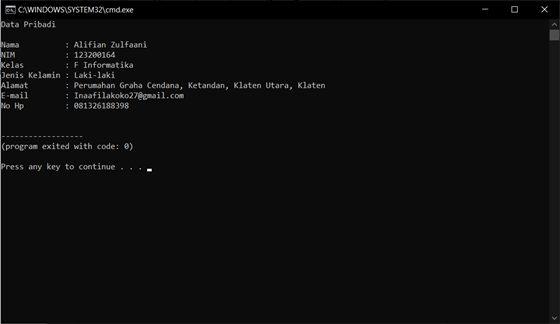 C:\WINDOWS\SYSTEM32\cmd.exe
Data Pribadi
Nama : Alifian Zulfaani
NIM : 123200164
Kelas : F Informatika
Jenis Kelamin : Laki-laki
Alamat : Perumahan Graha Cendana, Ketandan, Klaten Utara, Klaten
E-mail : Inaafilakoko27@gmail.com
No Hp : 081326188398
------------------
(program exited with code: 0)
Press any key to continue . . .